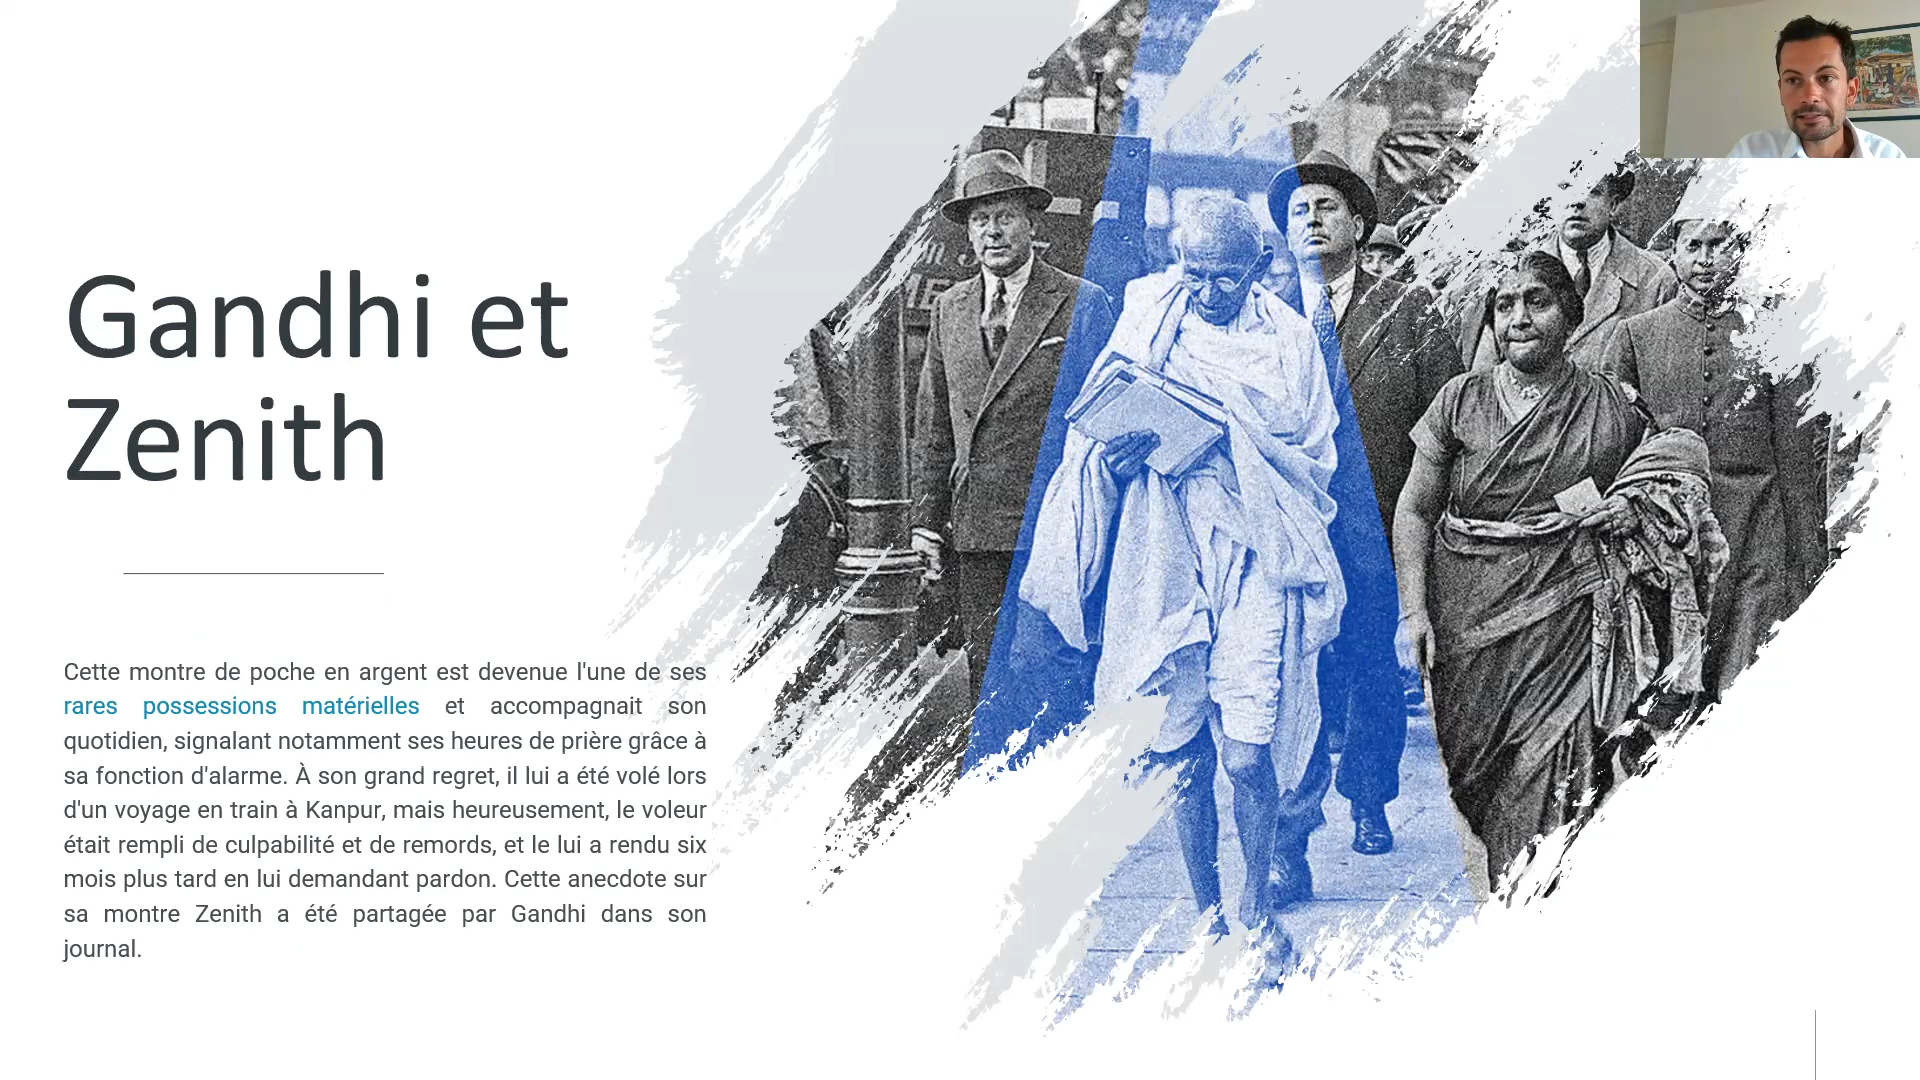 Gandhi et
Zenith
Cette montre de poche en argent est devenue l'une de ses
rares possessions matérielles et accompagnait son
quotidien, signalant notamment ses heures de prière grâce à
sa fonction d'alarme. À son grand regret, il lui a été volé lors
d'un voyage en train à Kanpur, mais heureusement, le voleur
était rempli de culpabilité et de remords, et le lui a rendu six
mois plus tard en lui demandant pardon. Cette anecdote sur
sa montre Zenith a été partagée par Gandhi dans son
journal.